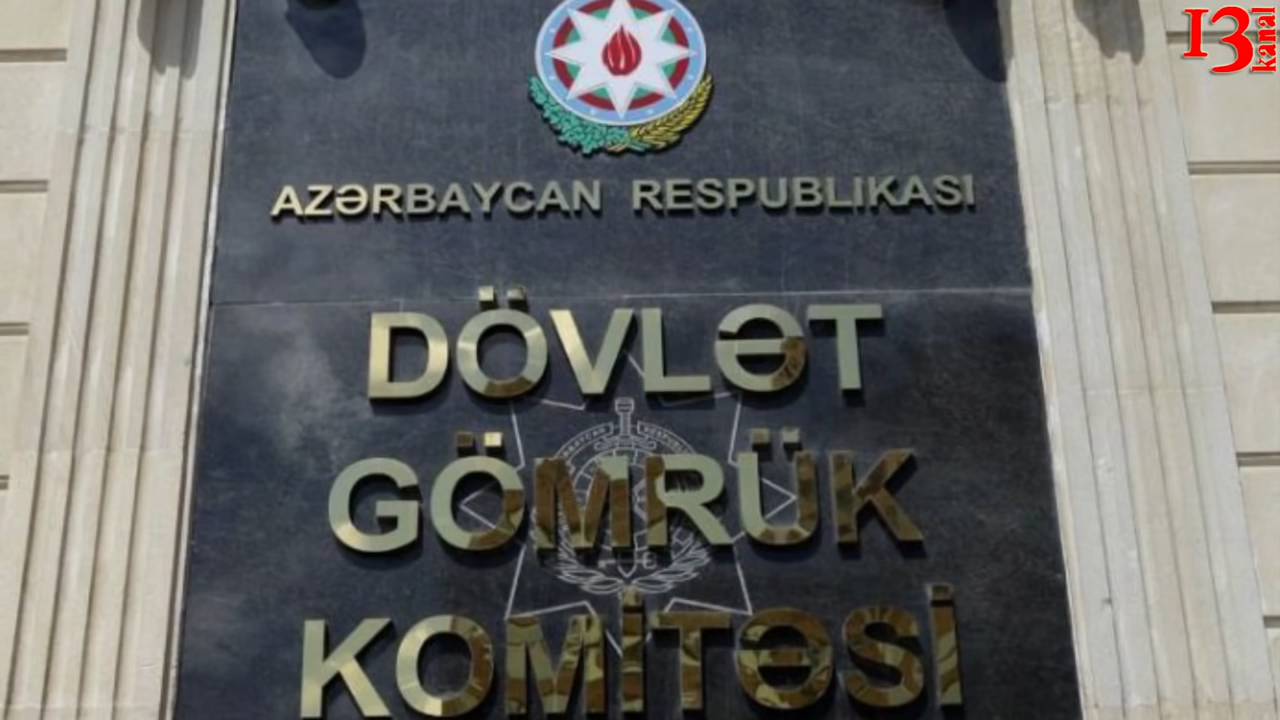 13
kanal
AZƏRBAYCAN RESPUBLİKASI
DÖVLƏT
GÖMRÜK
KOMİTƏSİ